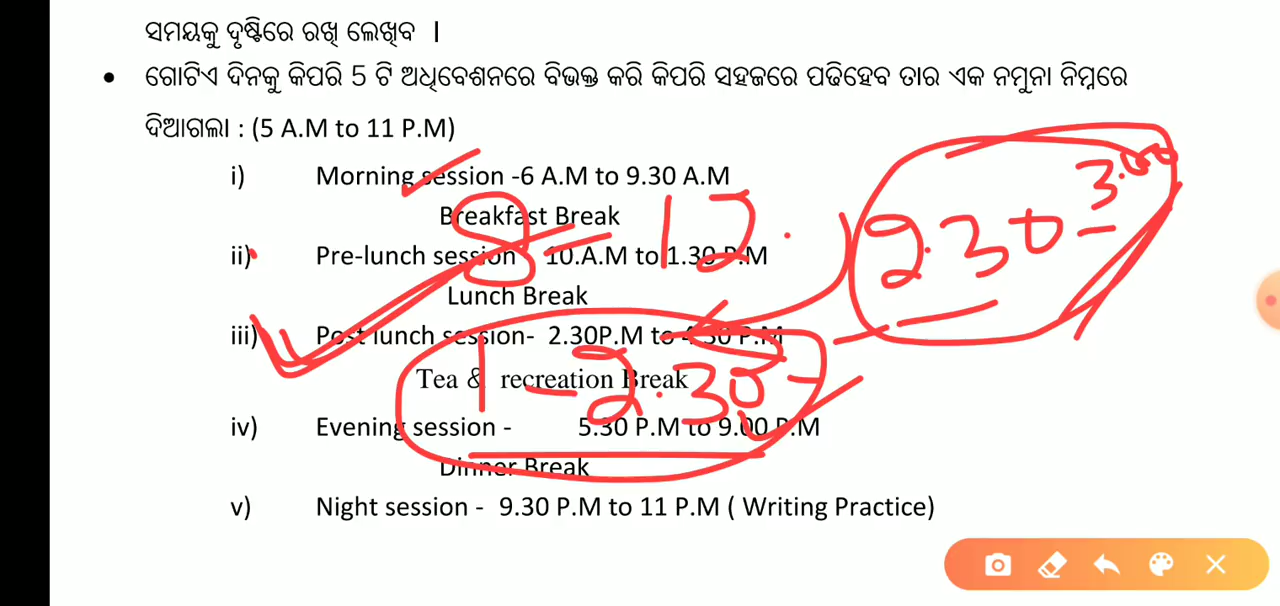 ସମୟକୁ ଦୃଷ୍ଟିରେ ରଖି ଲେଖିବ ।
• ଗୋଟିଏ ଦିନକୁ କିପରି 5 ଟି ଅଧିବେଶନରେ ବିଭକ୍ତ କରି କିପରି ସହଜରେ ପଢିହେବ ତାର ଏକ ନମୁନା ନିମ୍ନରେ
ଦିଆଗଲା : (5 A.M to 11 P.M)
i) Morning session -6 A.M to 9.30 A.M
3.00
Breakfast Break
8 - 12
2.30 -
ii) Pre-lunch session 10.A.M to 1.30 P.M
Lunch Break
iii) Post lunch session- 2.30P.M to 4.30 P.M
Tea & recreation Break
1 - 2.30
iv) Evening session - 5.30 P.M to 9.00 P.M
Dinner Break
v) Night session - 9.30 P.M to 11 P.M ( Writing Practice)